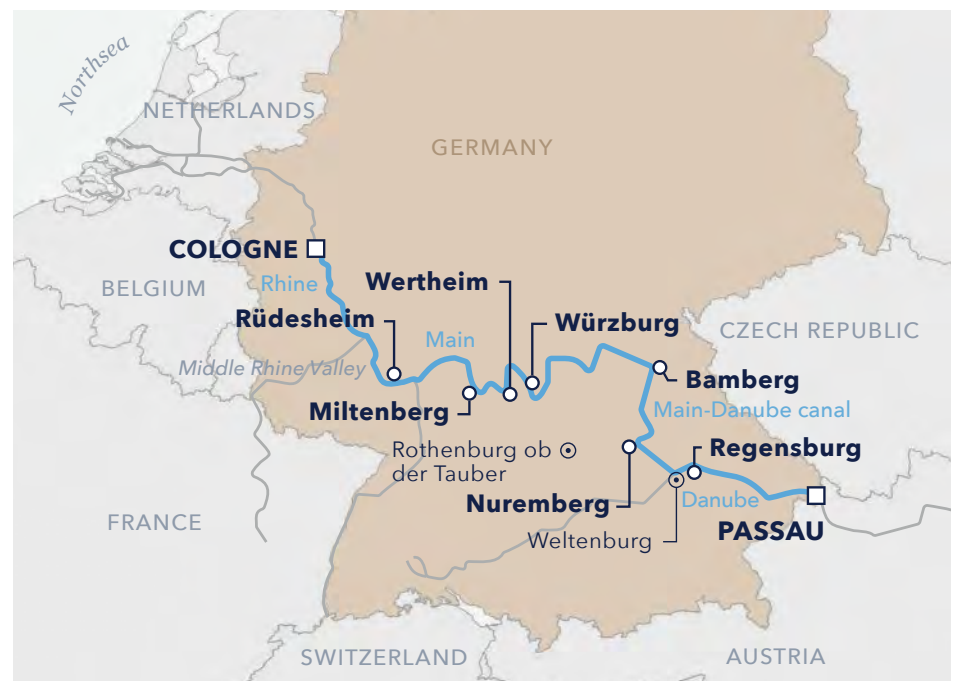 Northsea
NETHERLANDS
GERMANY
COLOGNE
Wertheim
BELGIUM
Rhine
Rüdesheim
Main
Würzburg
CZECH REPUBLIC
Middle Rhine Valley
Bamberg
Miltenberg
Main-Danube canal
Rothenburg ob
der Tauber
Regensburg
Nuremberg
Danube
FRANCE
Weltenburg
PASSAU
SWITZERLAND
AUSTRIA